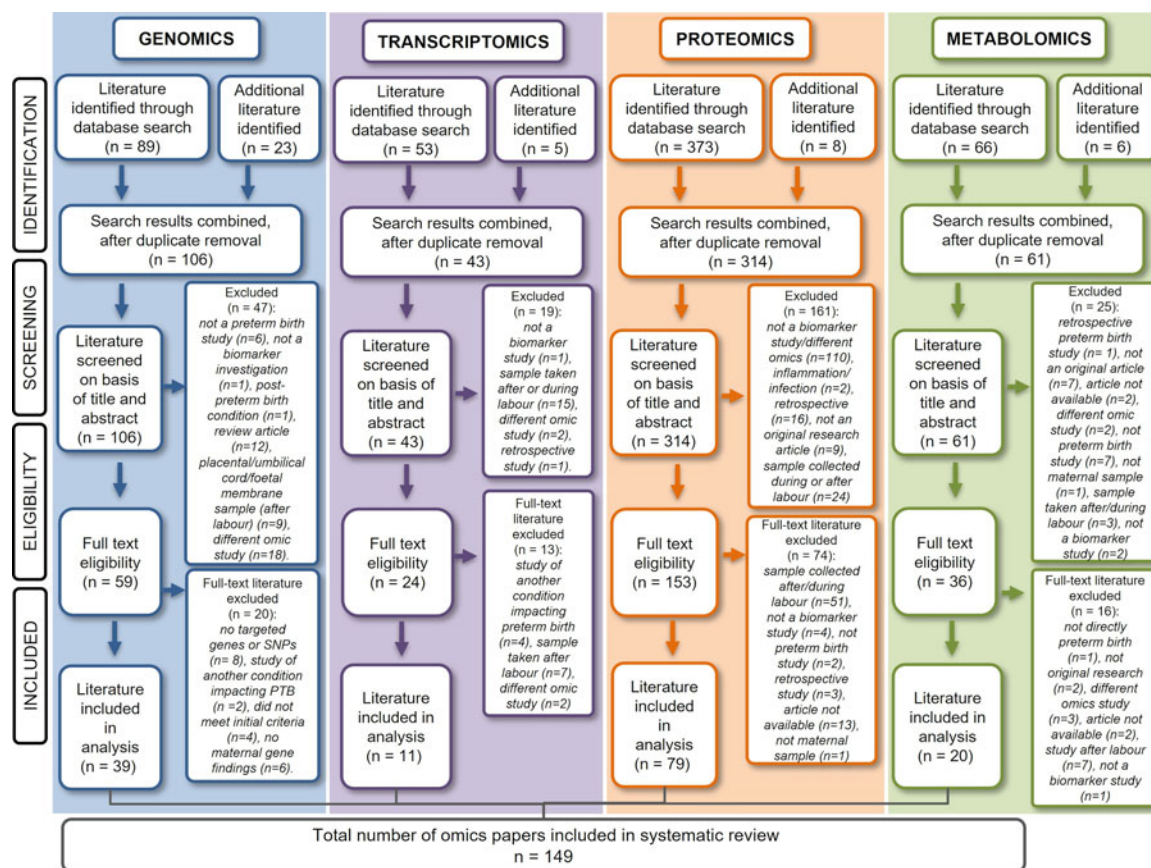 GENOMICS
Literature
identified through
database search
(n = 89)
Additional
literature
identified
(n = 23)
Search results combined,
after duplicate removal
(n = 106)
Literature
screened
on basis
of title
and
abstract
(n = 106)
Excluded
(n = 47):
not a preterm birth
study (n=6), not a
biomarker
investigation
(n=1), post-
preterm birth
condition (n=1),
review article
(n=12),
placental/umbilical
cord/foetal
membrane
sample (after
labour) (n=9),
different omic
study (n=18).
Full text
eligibility
(n = 59)
Full-text literature
excluded
(n = 20):
no targeted
genes or SNPs
(n= 8), study of
another condition
impacting PTB
(n =2), did not
meet initial criteria
(n=4), no
maternal gene
findings (n=6).
Literature
included in
analysis
(n = 39)
TRANSCRIPTOMICS
Literature
identified through
database search
(n = 53)
Additional
literature
identified
(n = 5)
Search results combined,
after duplicate removal
(n = 43)
Literature
screened
on basis
of title and
abstract
(n = 43)
Excluded
(n = 19):
not a
biomarker
study (n=1),
sample taken
after or during
labour (n=15),
different omic
study (n=2),
retrospective
study (n=1).
Full text
eligibility
(n = 24)
Full-text
literature
excluded
(n = 13):
study of
another
condition
impacting
preterm birth
(n=4), sample
taken after
labour (n=7),
different omic
study (n=2)
Literature
included in
analysis
(n = 11)
PROTEOMICS
Literature
identified through
database search
(n = 373)
Additional
literature
identified
(n = 8)
Search results combined,
after duplicate removal
(n = 314)
Literature
screened
on basis
of title and
abstract
(n = 314)
Excluded
(n = 161):
not a biomarker
study/different
omics (n=110),
inflammation/
infection (n=2),
retrospective
(n=16), not an
original research
article (n=9),
sample collected
during or after
labour (n=24)
Full text
eligibility
(n = 153)
Full-text literature
excluded
(n = 74):
sample collected
after/during
labour (n=51),
not a biomarker
study (n=4), not
preterm birth
study (n=2),
retrospective
study (n=3),
article not
available (n=13),
not maternal
sample (n=1)
Literature
included
in
analysis
(n = 79)
METABOLOMICS
Literature
identified through
database search
(n = 66)
Additional
literature
identified
(n = 6)
Search results combined,
after duplicate removal
(n = 61)
Literature
screened
on basis
of title and
abstract
(n = 61)
Excluded
(n = 25):
retrospective
preterm birth
study (n= 1), not
an original article
(n=7), article not
available (n=2),
different omic
study (n=2),
not preterm birth
study (n=7), not
maternal sample
(n=1), sample
taken after/during
labour (n=3), not
a biomarker study
(n=2)
Full text
eligibility
(n = 36)
Full-text literature
excluded
(n = 16):
not directly
preterm birth
(n=1), not
original research
(n=2), different
omics study
(n=3), article not
available (n=2),
study after labour
(n=7), not a
biomarker study
(n=1)
Literature
included in
analysis
(n = 20)
IDENTIFICATION
SCREENING
ELIGIBILITY
INCLUDED
Total number of omics papers included in systematic review
n = 149